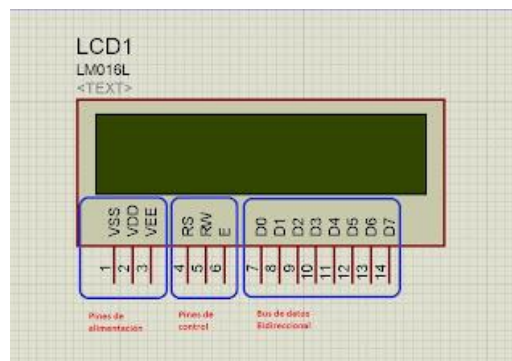 LCD1
LM016L
<TEXT>
VSS VDD VEE RS RW E D0 D1 D2 D3 D4 D5 D6 D7
1 2 3 4 5 6 7 8 9 10 11 12 13 14
Pines de Pines de Bus de datos
alimentación control Bidireccional